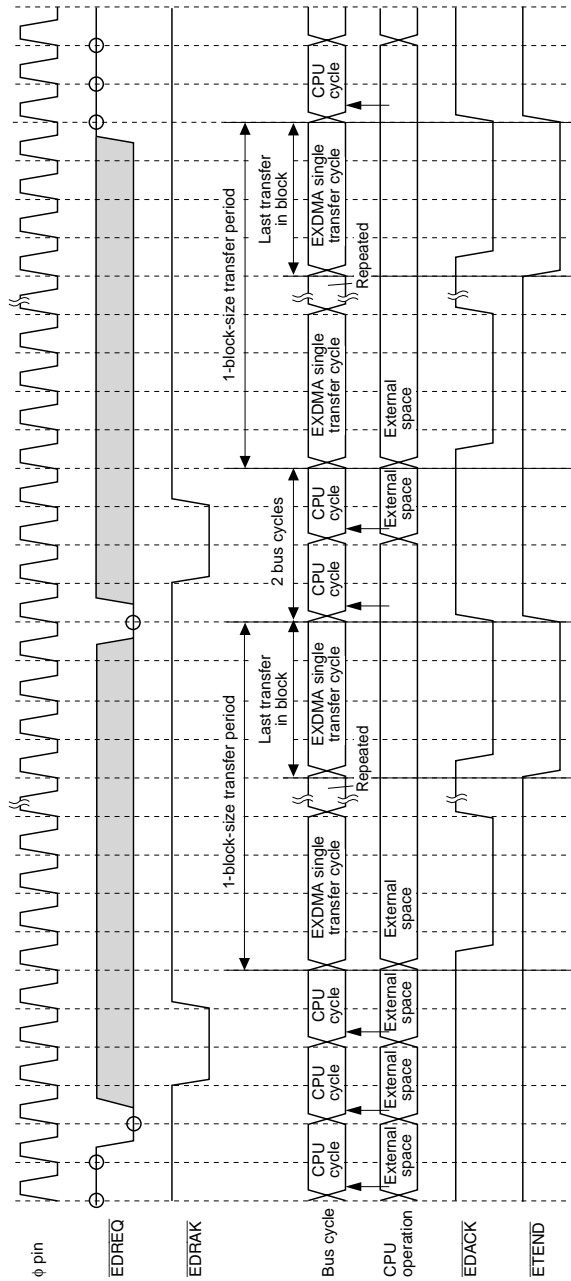 φ pin
EDREQ
EDRAK
1-block-size transfer period
1-block-size transfer period
Last transfer
in block
2 bus cycles
Last transfer
in block
Bus cycle
CPU
cycle
CPU
cycle
CPU
cycle
EXDMA single
transfer cycle
EXDMA single
transfer cycle
CPU
cycle
CPU
cycle
EXDMA single
transfer cycle
EXDMA single
transfer cycle
CPU
cycle
Repeated
Repeated
CPU
operation
External
space
External
space
External
space
External
space
External
space
External
space
EDACK
ETEND